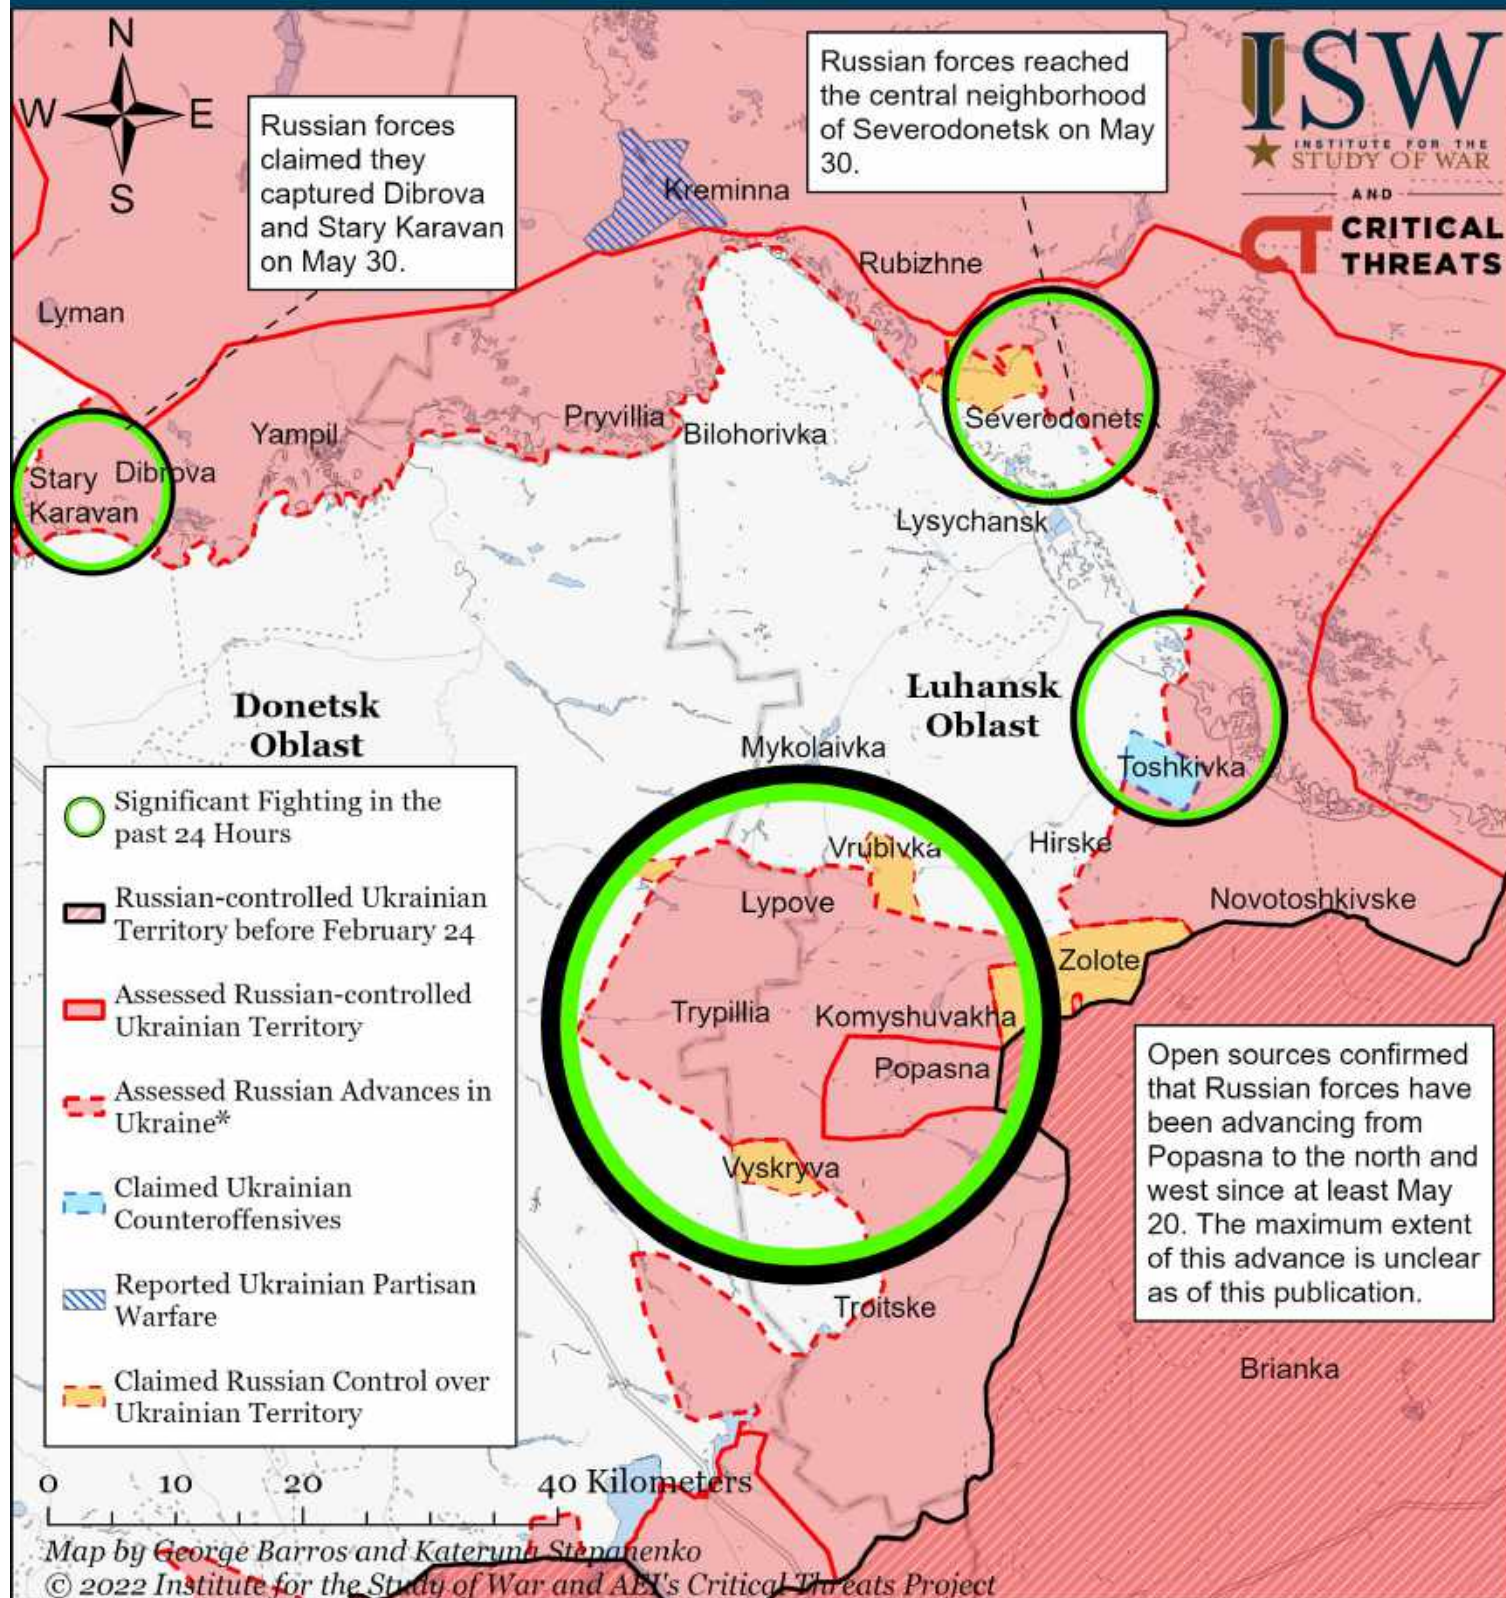 N
W
E
S
Russian forces
claimed they
captured Dibrova
and Stary Karavan
on May 30.
Russian forces reached
the central neighborhood
of Severodonetsk on May
30.
ISW
INSTITUTE FOR THE
STUDY OF WAR
AND
CT CRITICAL
THREATS
Kreminna
Rubizhne
Lyman
Severodonetsk
Pryvillia
Bilohorivka
Yampil
Stary
Karavan
Dibrova
Lysychansk
Donetsk
Oblast
Luhansk
Oblast
Mykolaivka
Toshkivka
Vrubivka
Hirske
Lypove
Novotoshkivske
Zolote
Trypillia
Komyshuvakha
Popasna
Vyskryva
Troitske
Brianka
Significant Fighting in the
past 24 Hours
Russian-controlled Ukrainian
Territory before February 24
Assessed Russian-controlled
Ukrainian Territory
Assessed Russian Advances in
Ukraine*
Claimed Ukrainian
Counteroffensives
Reported Ukrainian Partisan
Warfare
Claimed Russian Control over
Ukrainian Territory
Open sources confirmed
that Russian forces have
been advancing from
Popasna to the north and
west since at least May
20. The maximum extent
of this advance is unclear
as of this publication.
0 10 20 40 Kilometers
Map by George Barros and Kateryna Stepanenko
© 2022 Institute for the Study of War and AEI's Critical Threats Project